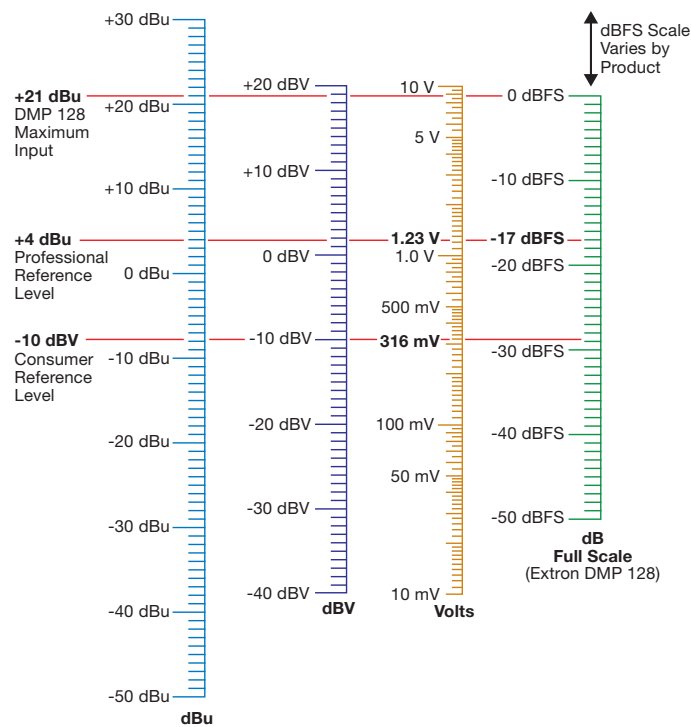 +30 dBu
+21 dBu
DMP 128
Maximum
Input
+20 dBu
+10 dBu
+4 dBu
Professional
Reference
Level
0 dBu
-10 dBV
Consumer
Reference
Level
-10 dBu
-20 dBu
-30 dBu
-40 dBu
-50 dBu
dBu
+20 dBV
+10 dBV
0 dBV
-10 dBV
-20 dBV
-30 dBV
-40 dBV
dBV
10 V
5 V
1.23 V
1.0 V
500 mV
316 mV
100 mV
50 mV
10 mV
Volts
dBFS Scale
Varies by
Product
0 dBFS
-10 dBFS
-17 dBFS
-20 dBFS
-30 dBFS
-40 dBFS
-50 dBFS
dB
Full Scale
(Extron DMP 128)